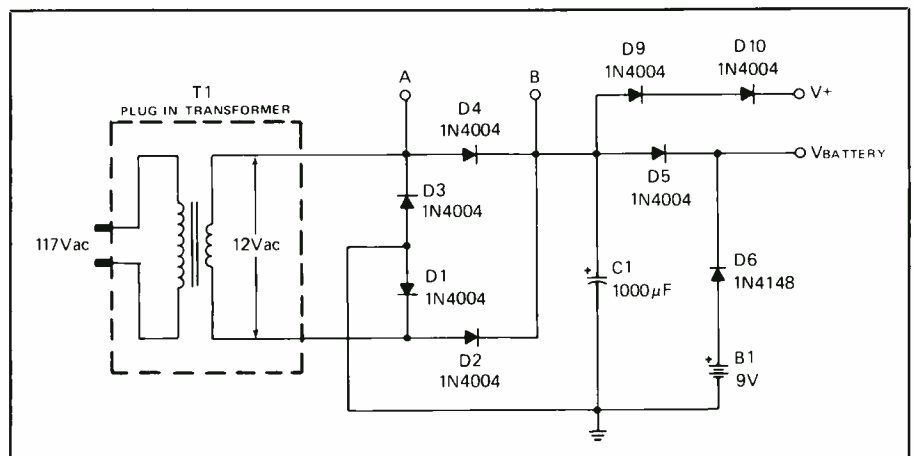 T1
PLUG IN TRANSFORMER
117Vac
12Vac
A
B
D4
1N4004
D3
1N4004
D1
1N4004
D2
1N4004
D9
1N4004
D10
1N4004
V+
D5
1N4004
VBATTERY
+
C1
1000μF
D6
1N4148
+
B1
9V